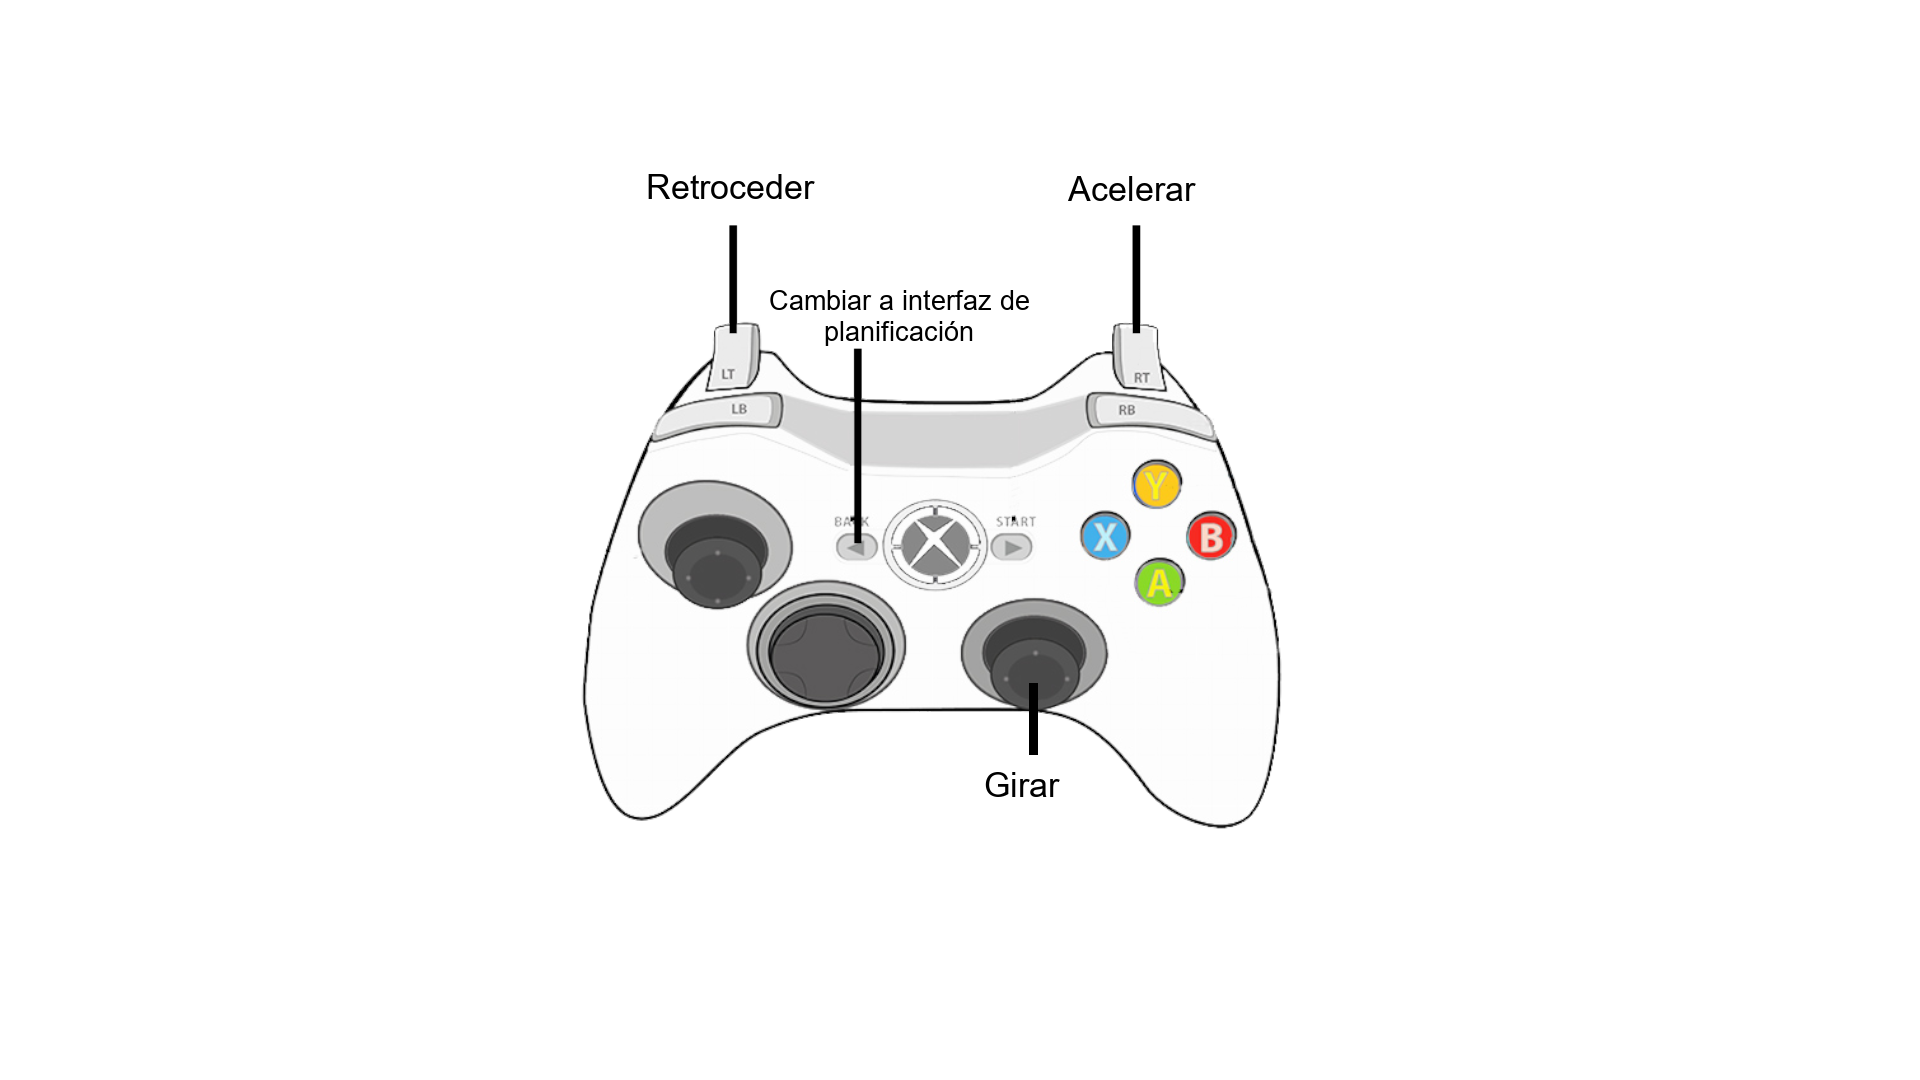 Retroceder
Acelerar
Cambiar a interfaz de
planificación
LT
RT
LB
RB
Y
BACK
START
X
B
A
Girar